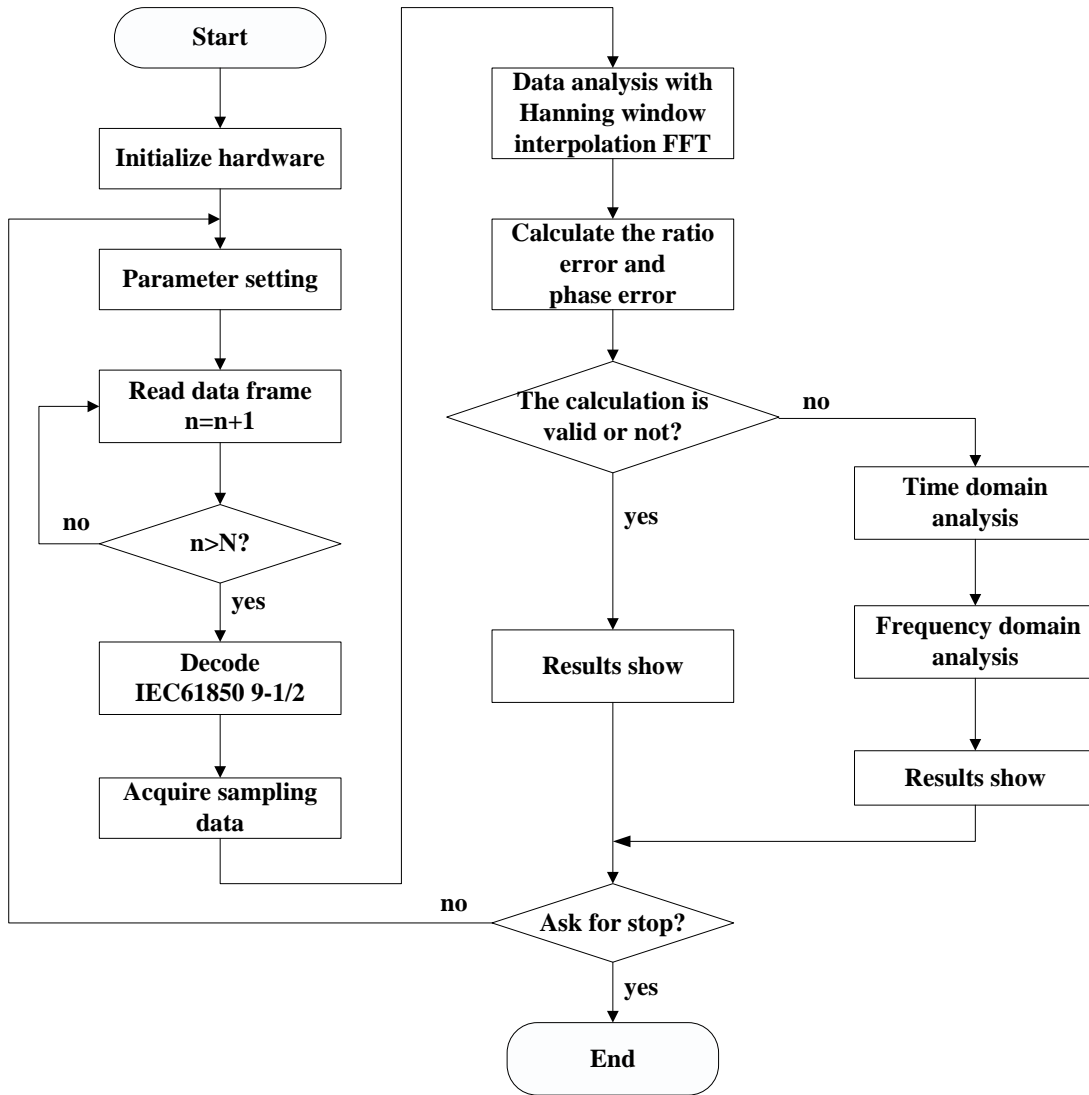 Start
Initialize hardware
Parameter setting
Read data frame
n=n+1
no
n>N?
yes
Decode
IEC61850 9-1/2
Acquire sampling
data
Data analysis with
Hanning window
interpolation FFT
Calculate the ratio
error and
phase error
The calculation is
valid or not?
no
yes
Time domain
analysis
Frequency domain
analysis
Results show
Results show
no
Ask for stop?
yes
End